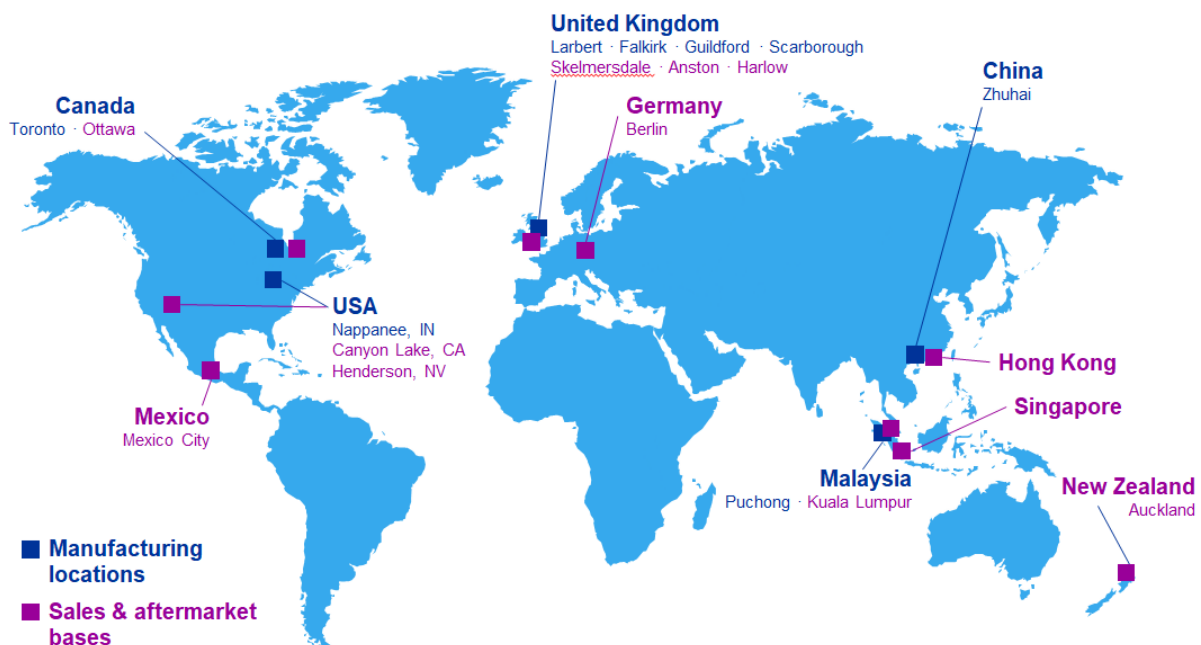 United Kingdom
Larbert · Falkirk · Guildford · Scarborough
Skelmersdale · Anston · Harlow
China
Zhuhai
Canada
Toronto · Ottawa
Germany
Berlin
USA
Nappanee, IN
Canyon Lake, CA
Henderson, NV
Hong Kong
Mexico
Mexico City
Singapore
Malaysia
Puchong · Kuala Lumpur
New Zealand
Auckland
Manufacturing
locations
Sales & aftermarket
bases